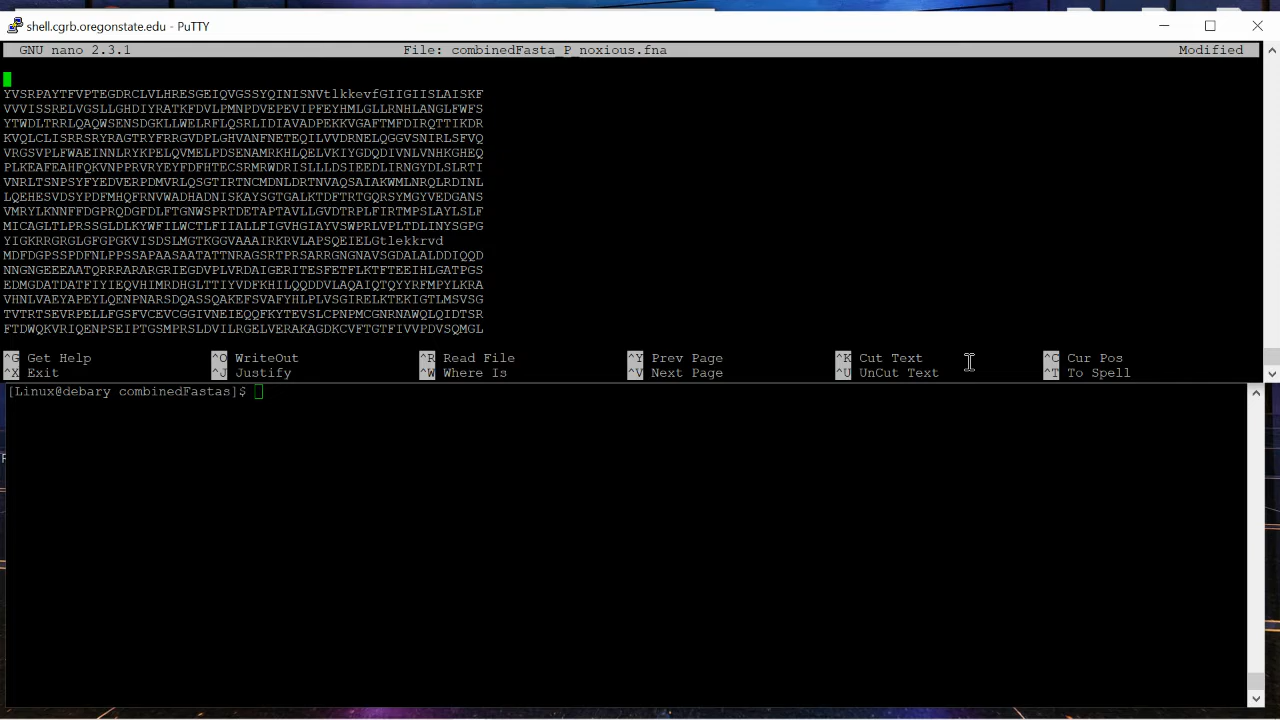 shell.cgrb.oregonstate.edu - PuTTY
GNU nano 2.3.1 File: combinedFasta_P_noxious.fna Modified
YVSRPAYTFVPTEGDRCLVLHRESGEIQVGSSYQINISNVtlkkevfGIIGIISLAISKF
VVVISSRELVGSLLGHDIYRATKFDVLPMNPDVEPEVIPFEYHMLGLLRNHLANGLFWFS
YTWDLTRRLQAQWSENSDGKLLWELRFLQSRLIDIAVADPEKKVGAFTMFDIRQTTIKDR
KVQLCLISRRSRYRAGTRYFRRGVDPLGHVANFNETEQILVVDRNELQGGVSNIRLSFVQ
VRGSVPLFWAEINNLRYKPELQVMELPDSENAMRKHLQELVKIYGDQDIVNLVNHKGHEQ
PLKEAFEAHFQKVNPPRVRYEYFDFHTECSRMRWDRISLLLDSIEEDLIRNGYDLSLRTI
VNRLTSNPSYFYEDVERPDMVRLQSGTIRTNCMDNLDRTNVAQSAIAKWMLNRQLRDINL
LQEHESVDSYPDFMHQFRNVWADHADNISKAYSGTGALKTDFTRTGQRSYMGYVEDGANS
VMRYLKNNFFDGPRQDGFDLFTGNWSPRTDETAPTAVLLGVDTRPLFIRTMPSLAYLSLF
MICAGLTLPRSSGLDLKYWFILWCTLFIIALLFIGVHGIAYVSWPRLVPLTDLINYSGPG
YIGKRRGRGLGFGPGKVISDSLMGTKGGVAAAIRKRVLAPSQEIELGtlekkrvd
MDFDGPSSPDFNLPPSSAPAASAATATTNRAGSRTPRSARGNGNAVSGDALALDDIQQD
NNGNGEEEAATQRRRARARGRIEGDVPLVRDAIGERITESFETFLKTFTEEIHLGATPGS
EDMGDATDATFIYIEQVHIMRDHGLTTIYVDFKHILQQDDVLAQAIQTQYYRFMPYLKRA
VHNLVAEYAPEYLQENPNARSDQASSQAKEFSVAFYHLPLVSGIRELKTEKIGTLMSVSG
TVTRTSEVRPELLFGSFVCEVCGGIVNEIEQQFKYTEVSLCPNPMCGNRNAWQLQIDTSR
FTDWQKVRIQENPSEIPTGSMPRSLDVILRGELVERAKAGDKCVFTGTFIVVPDVSQMGL
^G Get Help ^O WriteOut ^R Read File ^Y Prev Page ^K Cut Text ^C Cur Pos
^X Exit ^J Justify ^W Where Is ^V Next Page ^U UnCut Text ^T To Spell
[Linux@debary combinedFastas]$